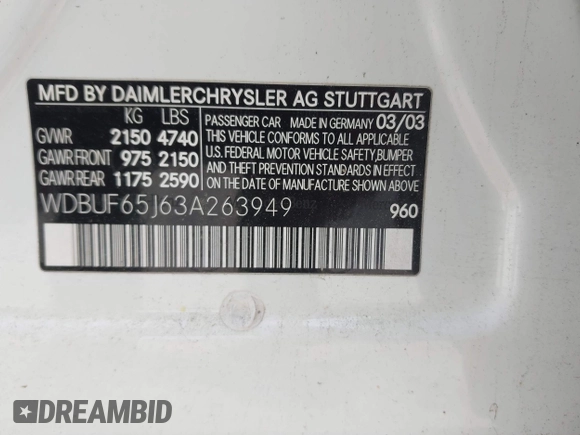 MFD BY DAIMLERCHRYSLER AG STUTTGART
KG LBS
GVWR 2150 4740
GAWR FRONT 975 2150
GAWR REAR 1175 2590
PASSENGER CAR MADE IN GERMANY 03/03
THIS VEHICLE CONFORMS TO ALL APPLICABLE
U.S. FEDERAL MOTOR VEHICLE SAFETY, BUMPER
AND THEFT PREVENTION STANDARDS IN EFFECT
ON THE DATE OF MANUFACTURE SHOWN ABOVE.
WDBUF65J63A263949
960
DREAMBID